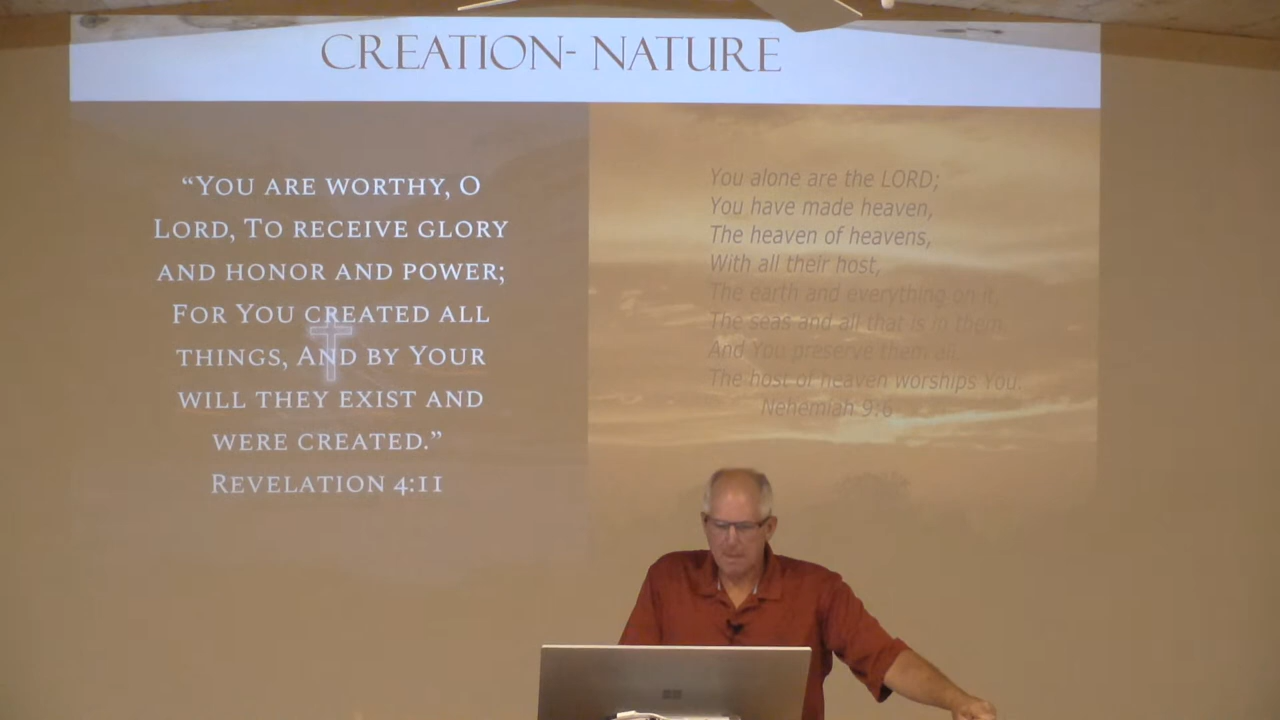 CREATION- NATURE
“YOU ARE WORTHY, O
LORD, TO RECEIVE GLORY
AND HONOR AND POWER;
FOR YOU CREATED ALL
THINGS, AND BY YOUR
WILL THEY EXIST AND
WERE CREATED.”
REVELATION 4:11
You alone are the LORD;
You have made heaven,
The heaven of heavens,
With all their host,
The earth and everything on it,
The seas and all that is in them,
And You preserve them all.
The host of heaven worships You.
Nehemiah 9:6